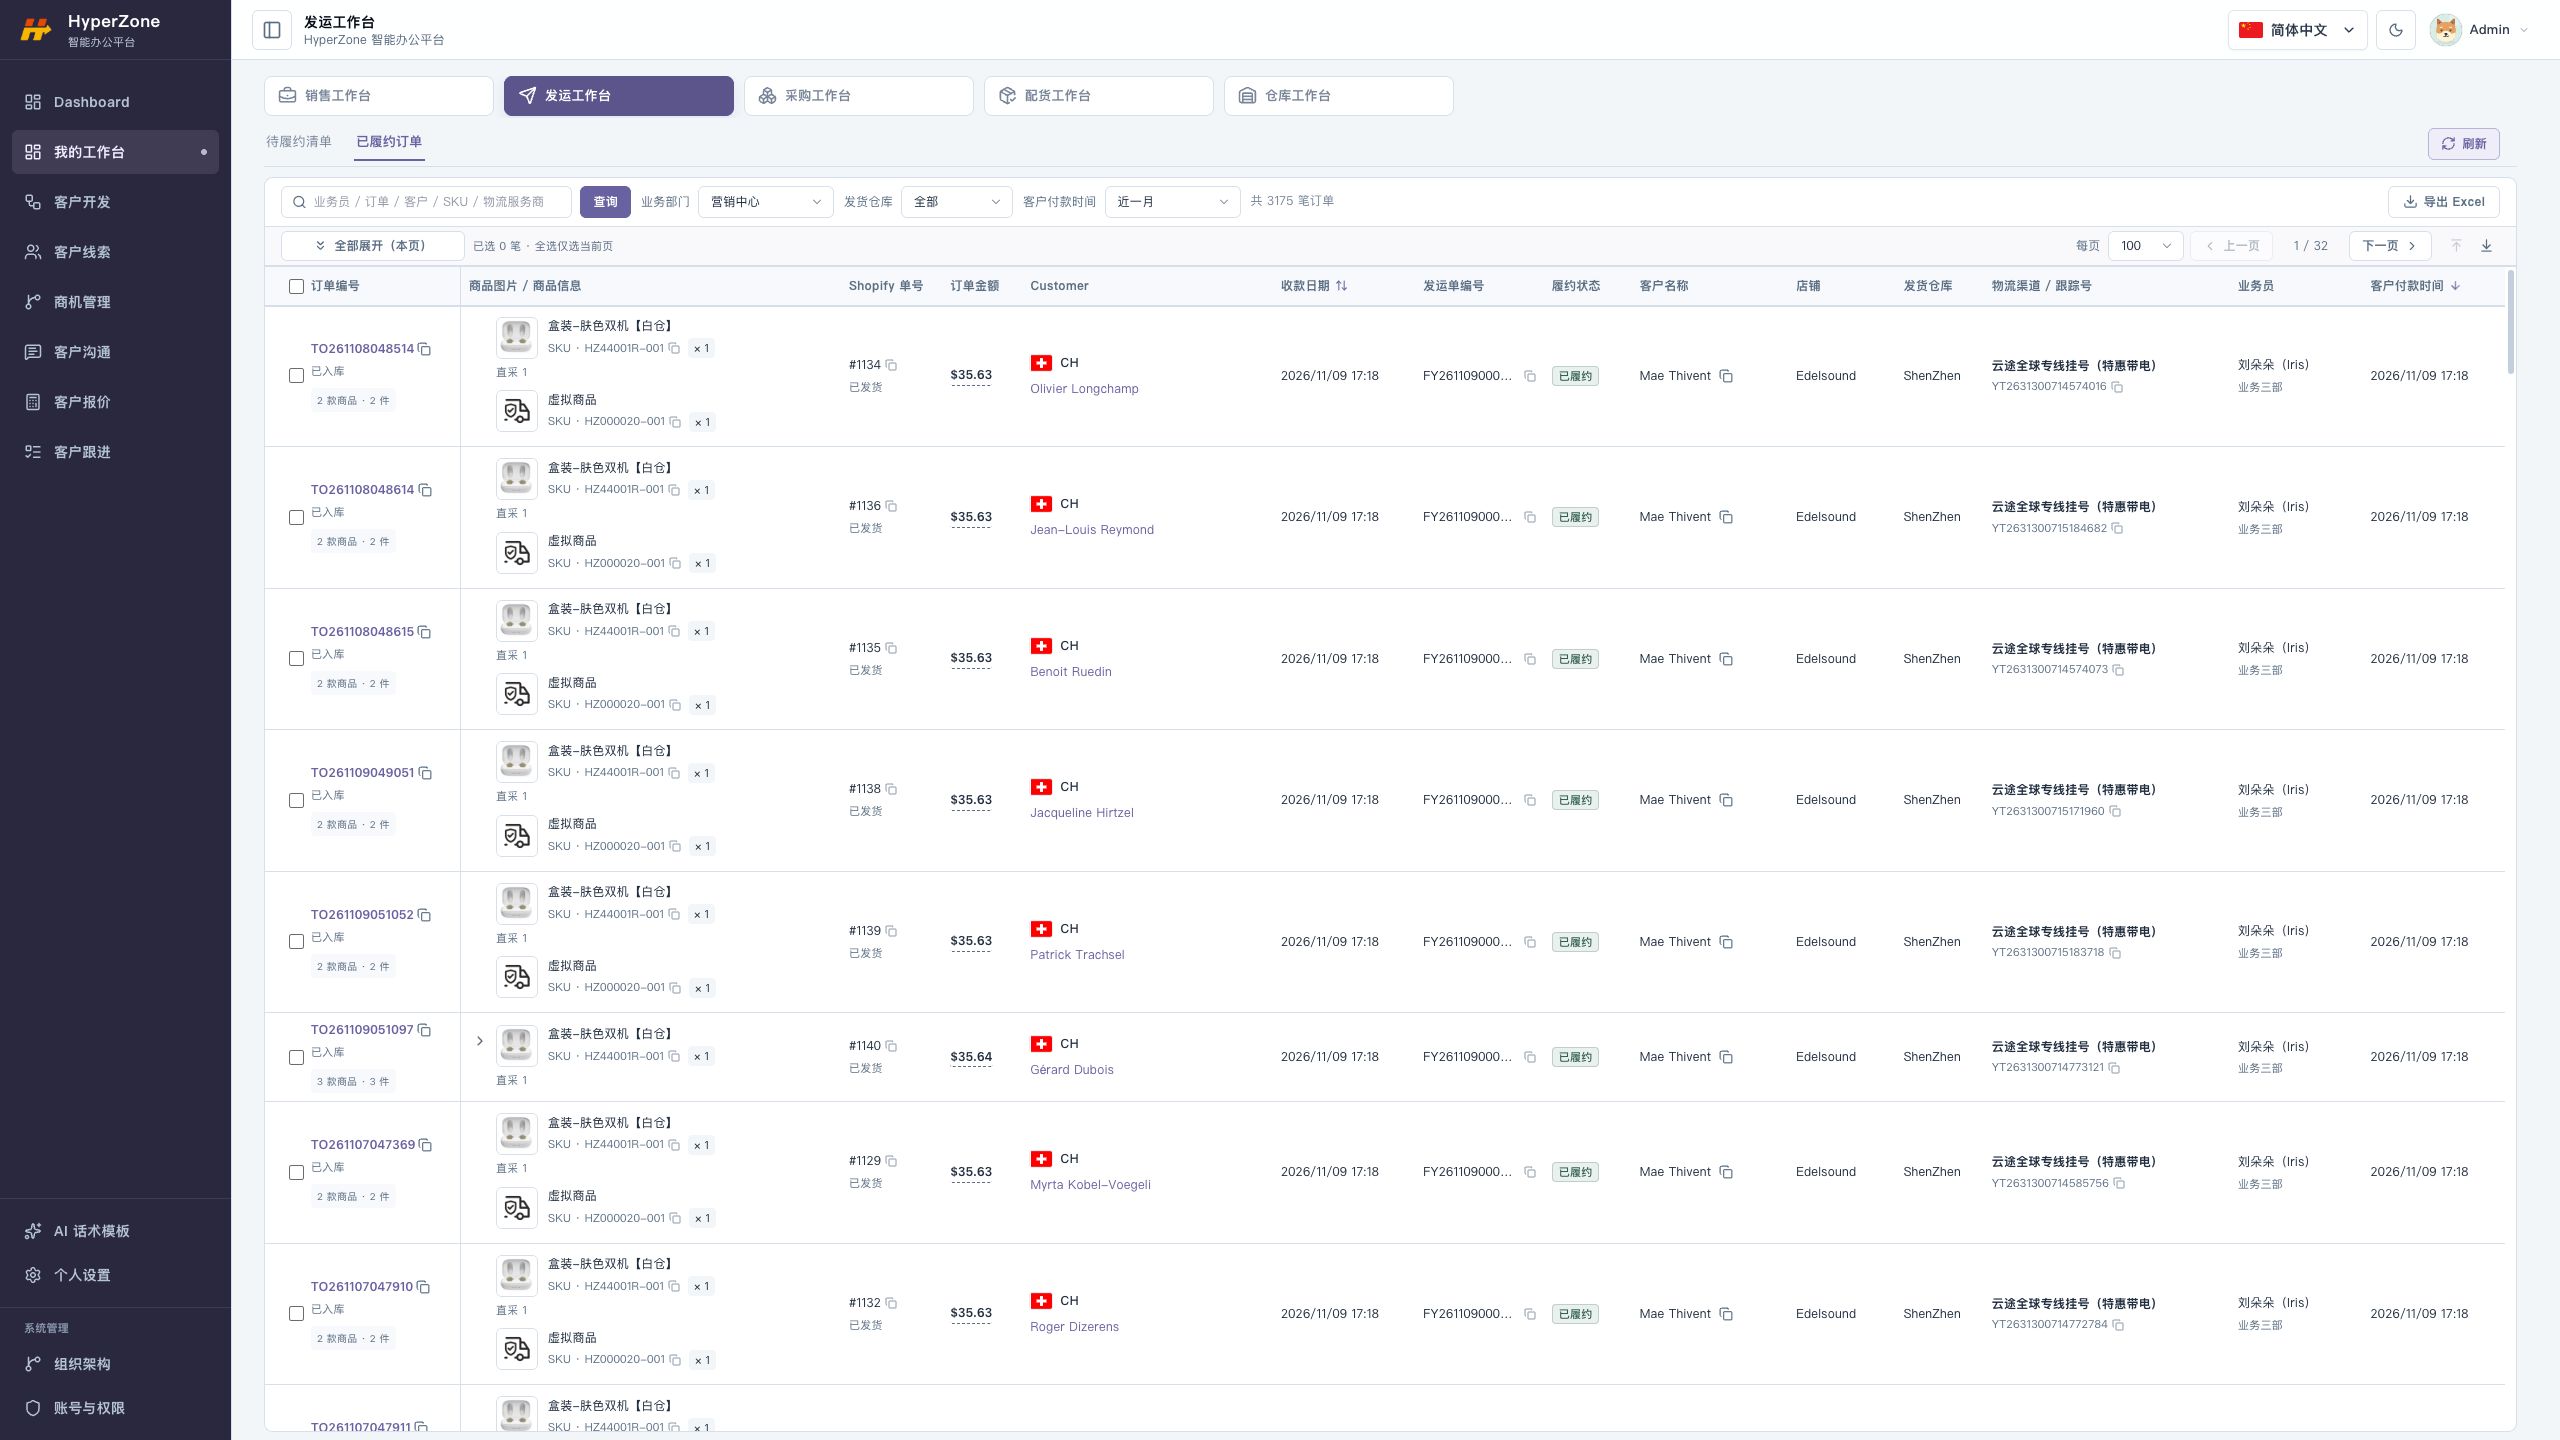 HyperZone
智能办公平台
Dashboard
我的工作台
客户开发
客户线索
商机管理
客户沟通
客户报价
客户跟进
AI 话术模板
个人设置
系统管理
组织架构
账号与权限
发运工作台
HyperZone 智能办公平台
简体中文
Admin
销售工作台
发运工作台
采购工作台
配货工作台
仓库工作台
待履约清单
已履约订单
刷新
业务员 / 订单 / 客户 / SKU / 物流服务商
查询
业务部门
营销中心
发货仓库
全部
客户付款时间
近一月
共 3175 笔订单
导出 Excel
全部展开（本页）
已选 0 笔 · 全选仅选当前页
每页
100
上一页
1 / 32
下一页
订单编号
商品图片 / 商品信息
Shopify 单号
订单金额
Customer
收款日期
发运单编号
履约状态
客户名称
店铺
发货仓库
物流渠道 / 跟踪号
业务员
客户付款时间
TO261108048514
已入库
2 款商品 · 2 件
盒装-肤色双机【白仓】
SKU · HZ44001R-001
× 1
直采 1
虚拟商品
SKU · HZ000020-001
× 1
#1134
已发货
$35.63
CH
Olivier Longchamp
2026/11/09 17:18
FY261109000...
已履约
Mae Thivent
Edelsound
ShenZhen
云途全球专线挂号（特惠带电）
YT2631300714574016
刘朵朵（Iris）
业务三部
2026/11/09 17:18
TO261108048614
已入库
2 款商品 · 2 件
盒装-肤色双机【白仓】
SKU · HZ44001R-001
× 1
直采 1
虚拟商品
SKU · HZ000020-001
× 1
#1136
已发货
$35.63
CH
Jean-Louis Reymond
2026/11/09 17:18
FY261109000...
已履约
Mae Thivent
Edelsound
ShenZhen
云途全球专线挂号（特惠带电）
YT2631300715184682
刘朵朵（Iris）
业务三部
2026/11/09 17:18
TO261108048615
已入库
2 款商品 · 2 件
盒装-肤色双机【白仓】
SKU · HZ44001R-001
× 1
直采 1
虚拟商品
SKU · HZ000020-001
× 1
#1135
已发货
$35.63
CH
Benoit Ruedin
2026/11/09 17:18
FY261109000...
已履约
Mae Thivent
Edelsound
ShenZhen
云途全球专线挂号（特惠带电）
YT2631300714574073
刘朵朵（Iris）
业务三部
2026/11/09 17:18
TO261109049051
已入库
2 款商品 · 2 件
盒装-肤色双机【白仓】
SKU · HZ44001R-001
× 1
直采 1
虚拟商品
SKU · HZ000020-001
× 1
#1138
已发货
$35.63
CH
Jacqueline Hirtzel
2026/11/09 17:18
FY261109000...
已履约
Mae Thivent
Edelsound
ShenZhen
云途全球专线挂号（特惠带电）
YT2631300715171960
刘朵朵（Iris）
业务三部
2026/11/09 17:18
TO261109051052
已入库
2 款商品 · 2 件
盒装-肤色双机【白仓】
SKU · HZ44001R-001
× 1
直采 1
虚拟商品
SKU · HZ000020-001
× 1
#1139
已发货
$35.63
CH
Patrick Trachsel
2026/11/09 17:18
FY261109000...
已履约
Mae Thivent
Edelsound
ShenZhen
云途全球专线挂号（特惠带电）
YT2631300715183718
刘朵朵（Iris）
业务三部
2026/11/09 17:18
TO261109051097
已入库
3 款商品 · 3 件
盒装-肤色双机【白仓】
SKU · HZ44001R-001
× 1
直采 1
#1140
已发货
$35.64
CH
Gérard Dubois
2026/11/09 17:18
FY261109000...
已履约
Mae Thivent
Edelsound
ShenZhen
云途全球专线挂号（特惠带电）
YT2631300714773121
刘朵朵（Iris）
业务三部
2026/11/09 17:18
TO261107047369
已入库
2 款商品 · 2 件
盒装-肤色双机【白仓】
SKU · HZ44001R-001
× 1
直采 1
虚拟商品
SKU · HZ000020-001
× 1
#1129
已发货
$35.63
CH
Myrta Kobel-Voegeli
2026/11/09 17:18
FY261109000...
已履约
Mae Thivent
Edelsound
ShenZhen
云途全球专线挂号（特惠带电）
YT2631300714585756
刘朵朵（Iris）
业务三部
2026/11/09 17:18
TO261107047910
已入库
2 款商品 · 2 件
盒装-肤色双机【白仓】
SKU · HZ44001R-001
× 1
直采 1
虚拟商品
SKU · HZ000020-001
× 1
#1132
已发货
$35.63
CH
Roger Dizerens
2026/11/09 17:18
FY261109000...
已履约
Mae Thivent
Edelsound
ShenZhen
云途全球专线挂号（特惠带电）
YT2631300714772784
刘朵朵（Iris）
业务三部
2026/11/09 17:18
TO261107047911
盒装-肤色双机【白仓】
SKU · HZ44001R-001
× 1